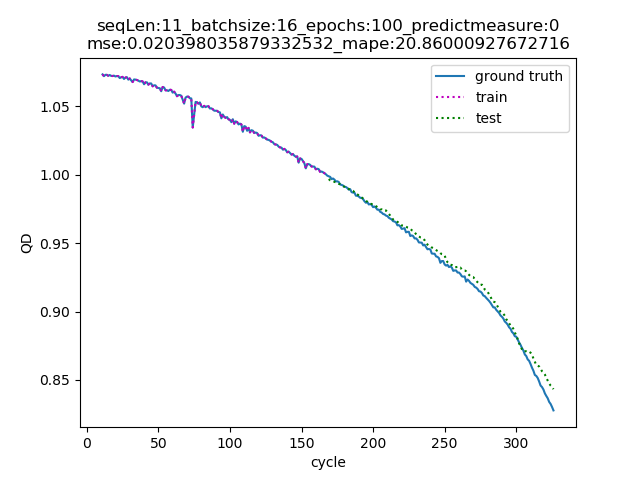 seqLen:11_batchsize:16_epochs:100_predictmeasure:0
mse:0.020398035879332532_mape:20.86000927672716
ground truth
train
test
1.05
1.00
0.95
0.90
0.85
QD
0 50 100 150 200 250 300
cycle